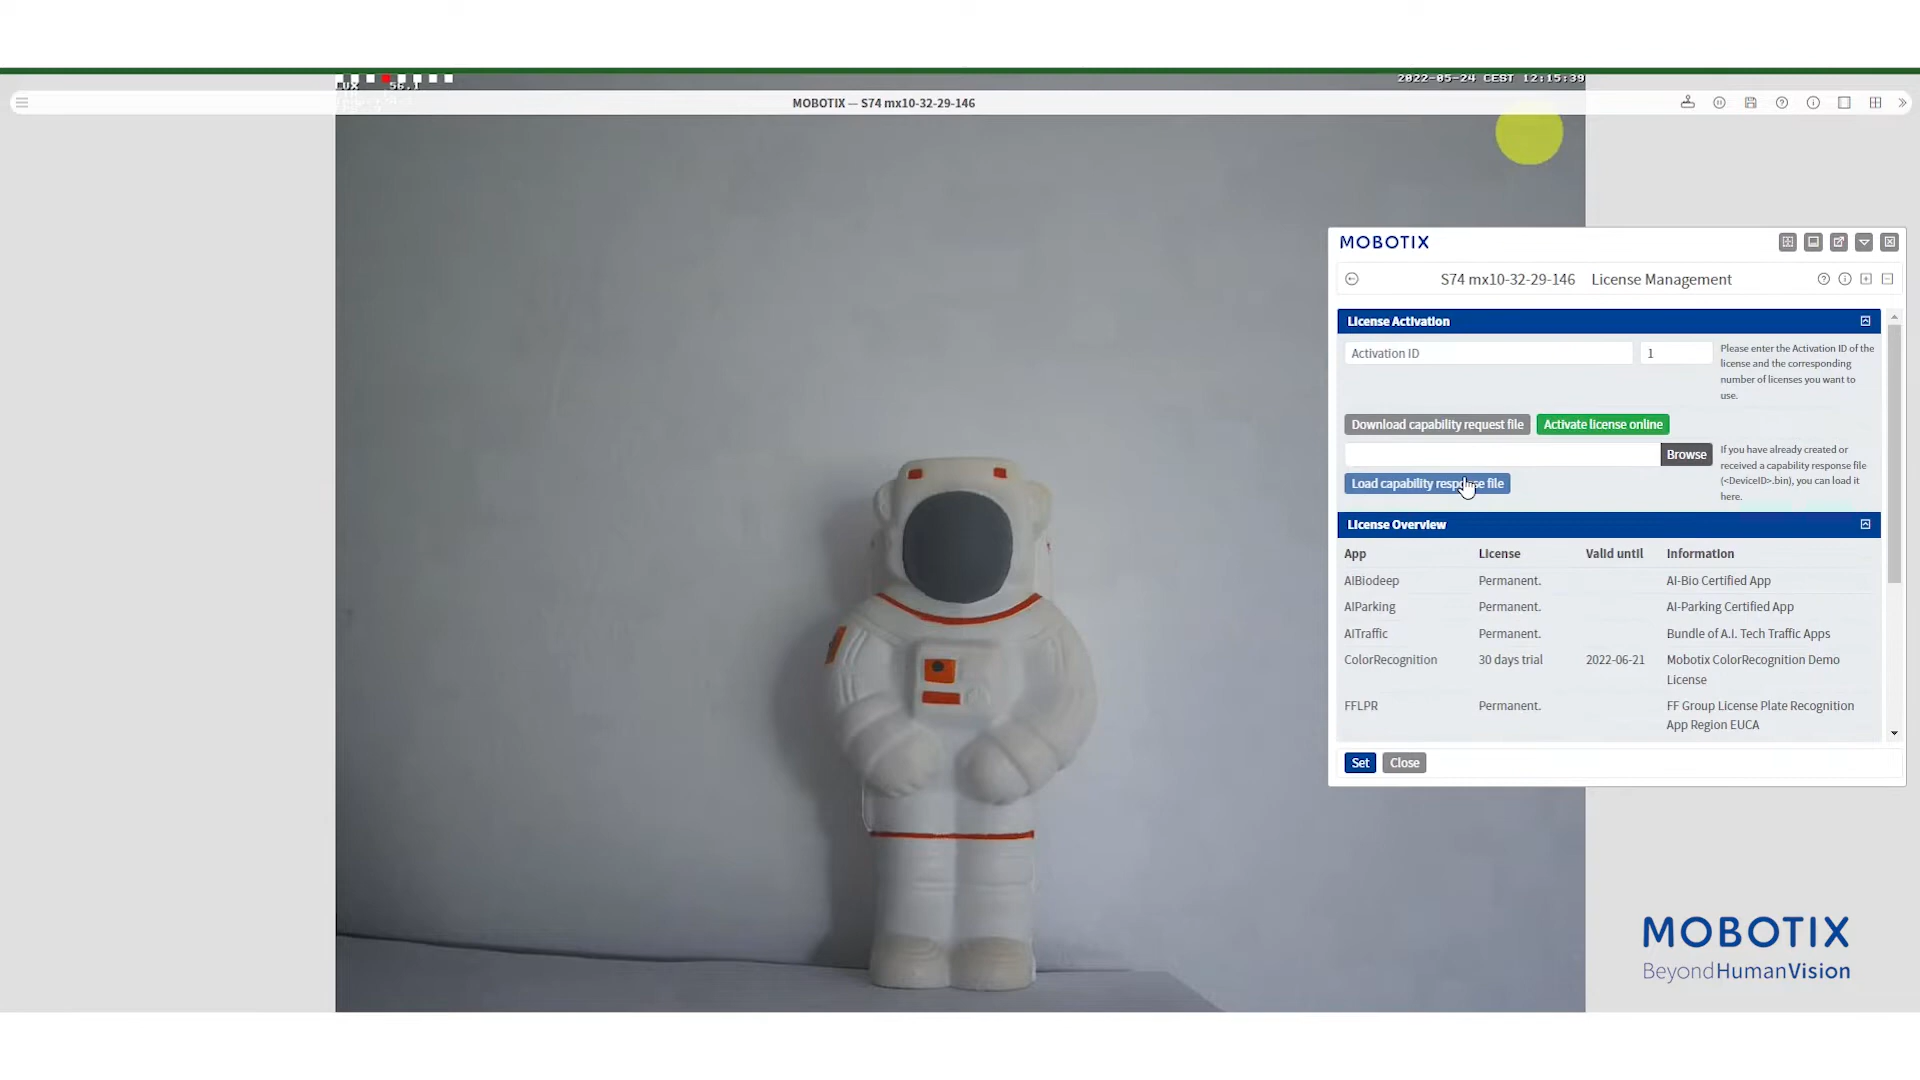 LUX 56.1
2022-05-24 CEST 12:15:39
MOBOTIX — S74 mx10-32-29-146
MOBOTIX
S74 mx10-32-29-146 License Management
License Activation
Activation ID
1
Please enter the Activation ID of the
license and the corresponding
number of licenses you want to
use.
Download capability request file
Activate license online
Browse
If you have already created or
received a capability response file
(<DeviceID>.bin), you can load it
here.
Load capability response file
License Overview
App License Valid until Information
AIBiodeep Permanent. AI-Bio Certified App
AIParking Permanent. AI-Parking Certified App
AITraffic Permanent. Bundle of A.I. Tech Traffic Apps
ColorRecognition 30 days trial 2022-06-21 Mobotix ColorRecognition Demo
License
FFLPR Permanent. FF Group License Plate Recognition
App Region EUCA
Set
Close
MOBOTIX
BeyondHumanVision